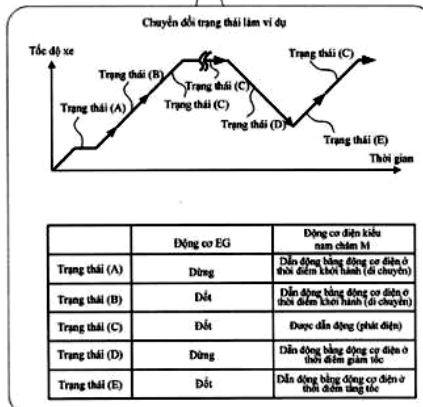 Chuyển đổi trạng thái làm ví dụ
Tốc độ xe
Trạng thái (A)
Trạng thái (B)
Trạng thái (C)
Trạng thái (C)
Trạng thái (D)
Trạng thái (C)
Trạng thái (E)
Thời gian
Động cơ EG
Động cơ điện kiểu
nam châm M
Trạng thái (A)
Dừng
Dẫn động bằng động cơ điện ở
thời điểm khởi hành (di chuyển)
Trạng thái (B)
Đốt
Dẫn động bằng động cơ điện ở
thời điểm khởi hành (di chuyển)
Trạng thái (C)
Đốt
Được dẫn động (phát điện)
Trạng thái (D)
Dừng
Dẫn động bằng động cơ điện ở
thời điểm giảm tốc
Trạng thái (E)
Đốt
Dẫn động bằng động cơ điện ở
thời điểm tăng tốc